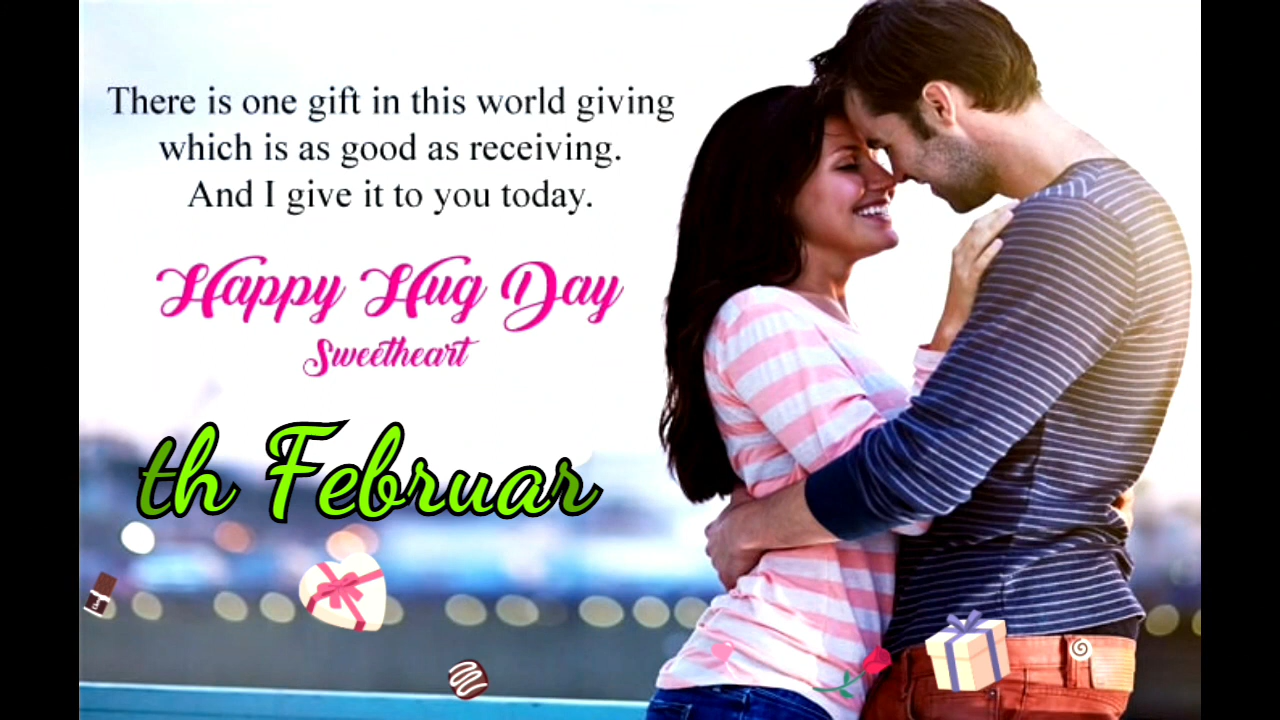 There is one gift in this world giving
which is as good as receiving.
And I give it to you today.
Happy Hug Day
Sweetheart
th Februar